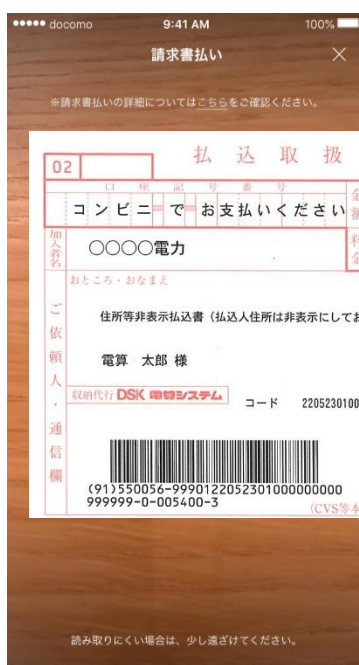 docomo 9:41 AM 100%
請求書払い ×
※請求書払いの詳細についてはこちらをご確認ください。
払込取扱
02
口座記号番号
コンビニでお支払いください
加入者名
○○○○電力
料金
おところ・おなまえ
ご依頼人・通信欄
住所等非表示払込書（払込人住所は非表示にしてお
電算 太郎 様
収納代行 DSK 電算システム
コード 2205230100
(91)550056-9990122052301000000000
999999-0-005400-3
(CVS等本
読み取りにくい場合は、少し遠ざけてください。